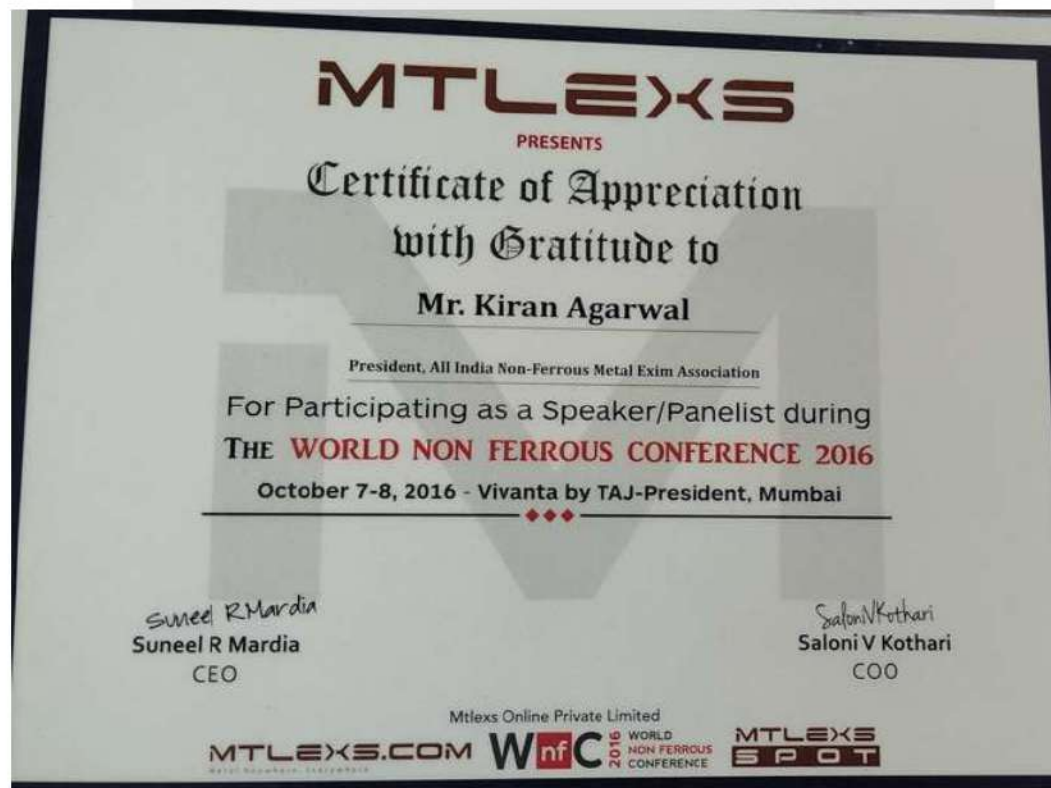 MTLEXS
PRESENTS
Certificate of Appreciation
with Gratitude to
Mr. Kiran Agarwal
President, All India Non-Ferrous Metal Exim Association
For Participating as a Speaker/Panelist during
THE WORLD NON FERROUS CONFERENCE 2016
October 7-8, 2016 - Vivanta by TAJ-President, Mumbai
Suneel R Mardia
Suneel R Mardia
CEO
Saloni V Kothari
Saloni V Kothari
COO
Mtlexs Online Private Limited
MTLEXS.COM
Metal Anywhere, Everywhere
WnfC 2016 WORLD
NON FERROUS
CONFERENCE
MTLEXS
SPOT